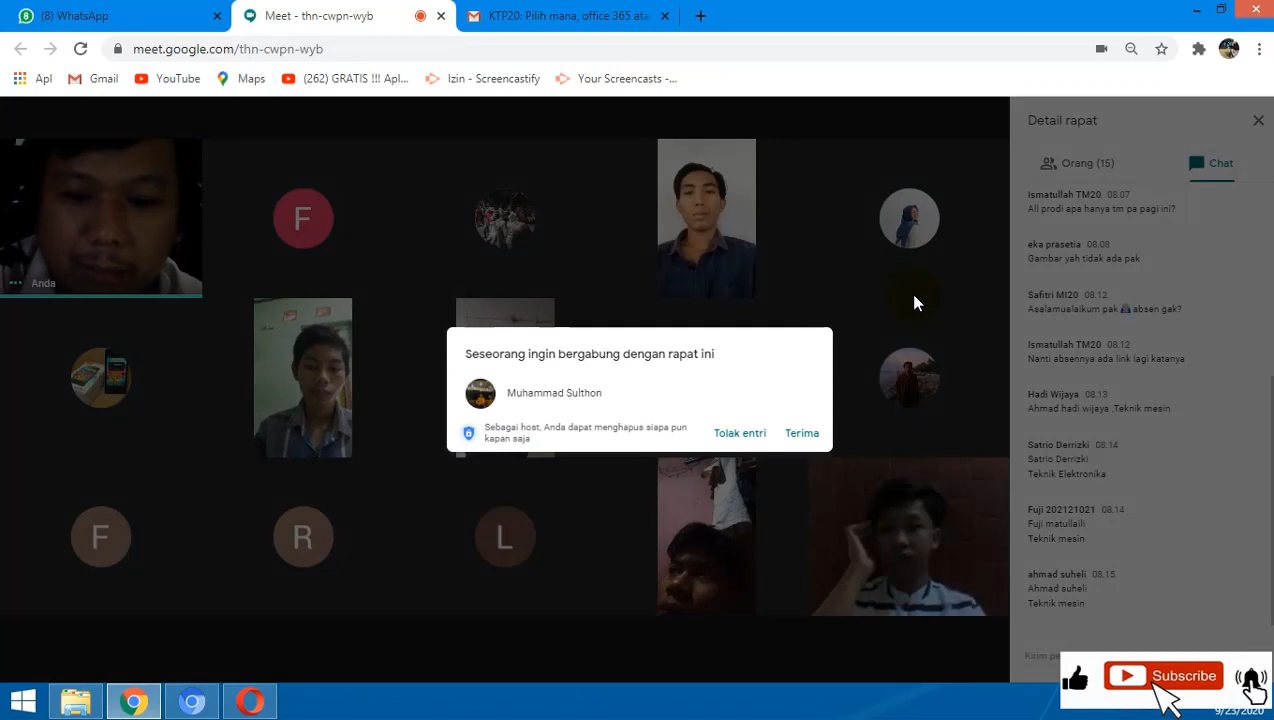 (8) WhatsApp
Meet - thn-cwpn-wyb
KTP20: Pilih mana, office 365 ata
meet.google.com/thn-cwpn-wyb
Apl
Gmail
YouTube
Maps
(262) GRATIS !!! Apl...
Izin - Screencastify
Your Screencasts -...
Anda
F
F
R
L
Seseorang ingin bergabung dengan rapat ini
Muhammad Sulthon
Sebagai host, Anda dapat menghapus siapa pun
kapan saja
Tolak entri
Terima
Detail rapat
Orang (15)
Chat
Ismatullah TM20 08.07
All prodi apa hanya tm pa pagi ini?
eka prasetia 08.08
Gambar yah tidak ada pak
Safitri MI20 08.12
Asalamualaikum pak absen gak?
Ismatullah TM20 08.12
Nanti absennya ada link lagi katanya
Hadi Wijaya 08.13
Ahmad hadi wijaya ,Teknik mesin
Satrio Derrizki 08.14
Satrio Derrizki
Teknik Elektronika
Fuji 202121021 08.14
Fuji matullaili
Teknik mesin
ahmad suheli 08.15
Ahmad suheli
Teknik mesin
Kirim pe
Subscribe
9/23/2020